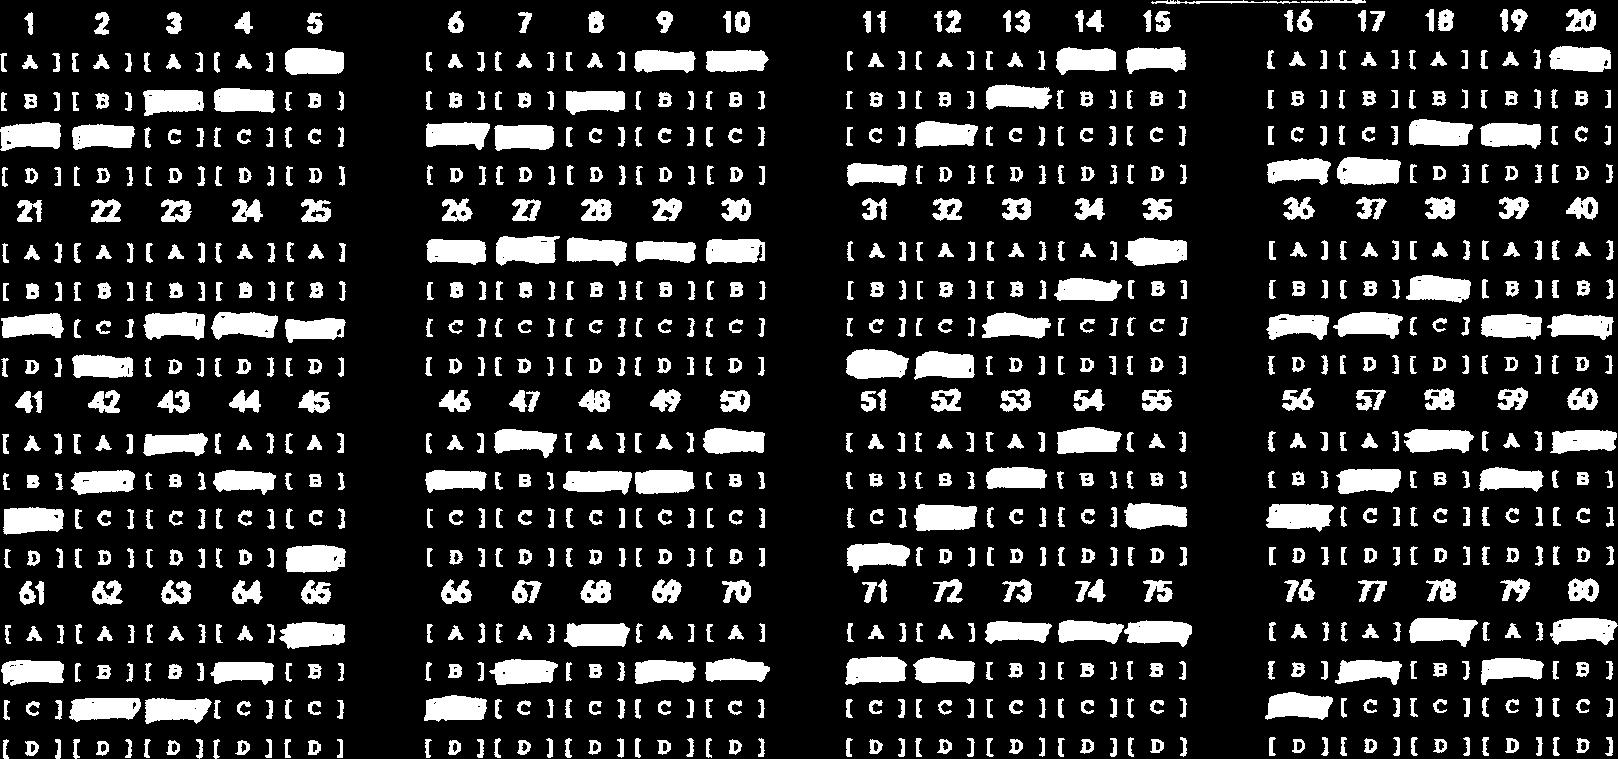 1 2 3 4 5 6 7 8 9 10 11 12 13 14 15 16 17 18 19 20
[ A ] [ A ] [ A ] [ A ] [ A ] [ A ] [ A ] [ A ] [ A ] [ A ] [ A ] [ A ] [ A ] [ A ]
[ B ] [ B ] [ B ] [ B ] [ B ] [ B ] [ B ] [ B ] [ B ] [ B ] [ B ] [ B ] [ B ] [ B ] [ B ] [ B ]
[ C ] [ C ] [ C ] [ C ] [ C ] [ C ] [ C ] [ C ] [ C ] [ C ] [ C ] [ C ] [ C ]
[ D ] [ D ] [ D ] [ D ] [ D ] [ D ] [ D ] [ D ] [ D ] [ D ] [ D ] [ D ] [ D ] [ D ] [ D ] [ D ] [ D ]
21 22 23 24 25 26 27 28 29 30 31 32 33 34 35 36 37 38 39 40
[ A ] [ A ] [ A ] [ A ] [ A ] [ A ] [ A ] [ A ] [ A ] [ A ] [ A ] [ A ] [ A ] [ A ]
[ B ] [ B ] [ B ] [ B ] [ B ] [ B ] [ B ] [ B ] [ B ] [ B ] [ B ] [ B ] [ B ] [ B ] [ B ] [ B ] [ B ] [ B ]
[ C ] [ C ] [ C ] [ C ] [ C ] [ C ] [ C ] [ C ] [ C ] [ C ] [ C ]
[ D ] [ D ] [ D ] [ D ] [ D ] [ D ] [ D ] [ D ] [ D ] [ D ] [ D ] [ D ] [ D ] [ D ] [ D ] [ D ] [ D ]
41 42 43 44 45 46 47 48 49 50 51 52 53 54 55 56 57 58 59 60
[ A ] [ A ] [ A ] [ A ] [ A ] [ A ] [ A ] [ A ] [ A ] [ A ] [ A ] [ A ] [ A ] [ A ]
[ B ] [ B ] [ B ] [ B ] [ B ] [ B ] [ B ] [ B ] [ B ] [ B ] [ B ] [ B ]
[ C ] [ C ] [ C ] [ C ] [ C ] [ C ] [ C ] [ C ] [ C ] [ C ] [ C ] [ C ] [ C ] [ C ] [ C ] [ C ]
[ D ] [ D ] [ D ] [ D ] [ D ] [ D ] [ D ] [ D ] [ D ] [ D ] [ D ] [ D ] [ D ] [ D ] [ D ] [ D ] [ D ] [ D ]
61 62 63 64 65 66 67 68 69 70 71 72 73 74 75 76 77 78 79 80
[ A ] [ A ] [ A ] [ A ] [ A ] [ A ] [ A ] [ A ] [ A ] [ A ] [ A ] [ A ] [ A ]
[ B ] [ B ] [ B ] [ B ] [ B ] [ B ] [ B ] [ B ] [ B ] [ B ] [ B ]
[ C ] [ C ] [ C ] [ C ] [ C ] [ C ] [ C ] [ C ] [ C ] [ C ] [ C ] [ C ] [ C ] [ C ] [ C ] [ C ]
[ D ] [ D ] [ D ] [ D ] [ D ] [ D ] [ D ] [ D ] [ D ] [ D ] [ D ] [ D ] [ D ] [ D ] [ D ] [ D ] [ D ] [ D ] [ D ] [ D ]